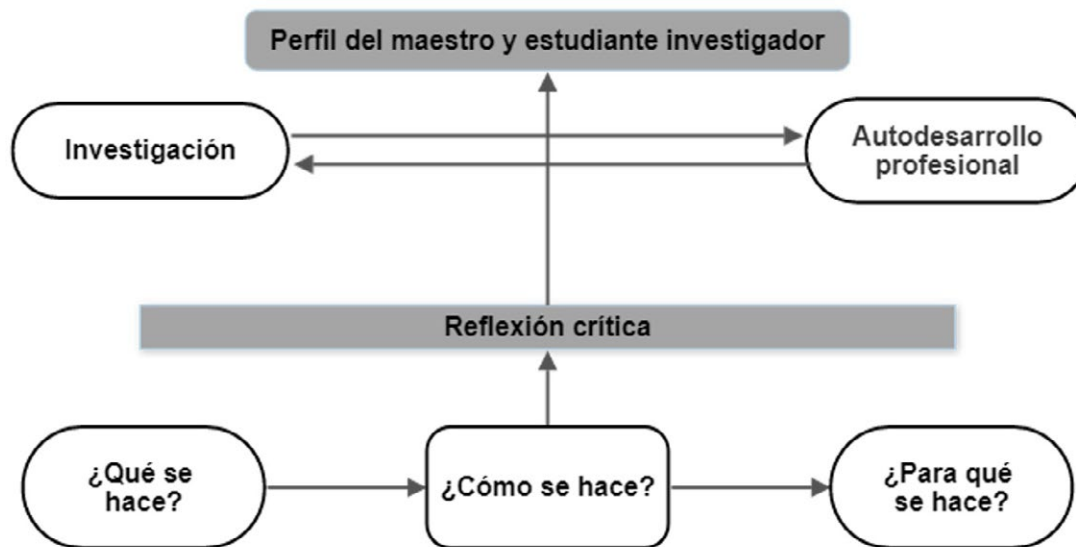 Perfil del maestro y estudiante investigador
Investigación
Autodesarrollo
profesional
Reflexión crítica
¿Qué se
hace?
¿Cómo se hace?
¿Para qué
se hace?